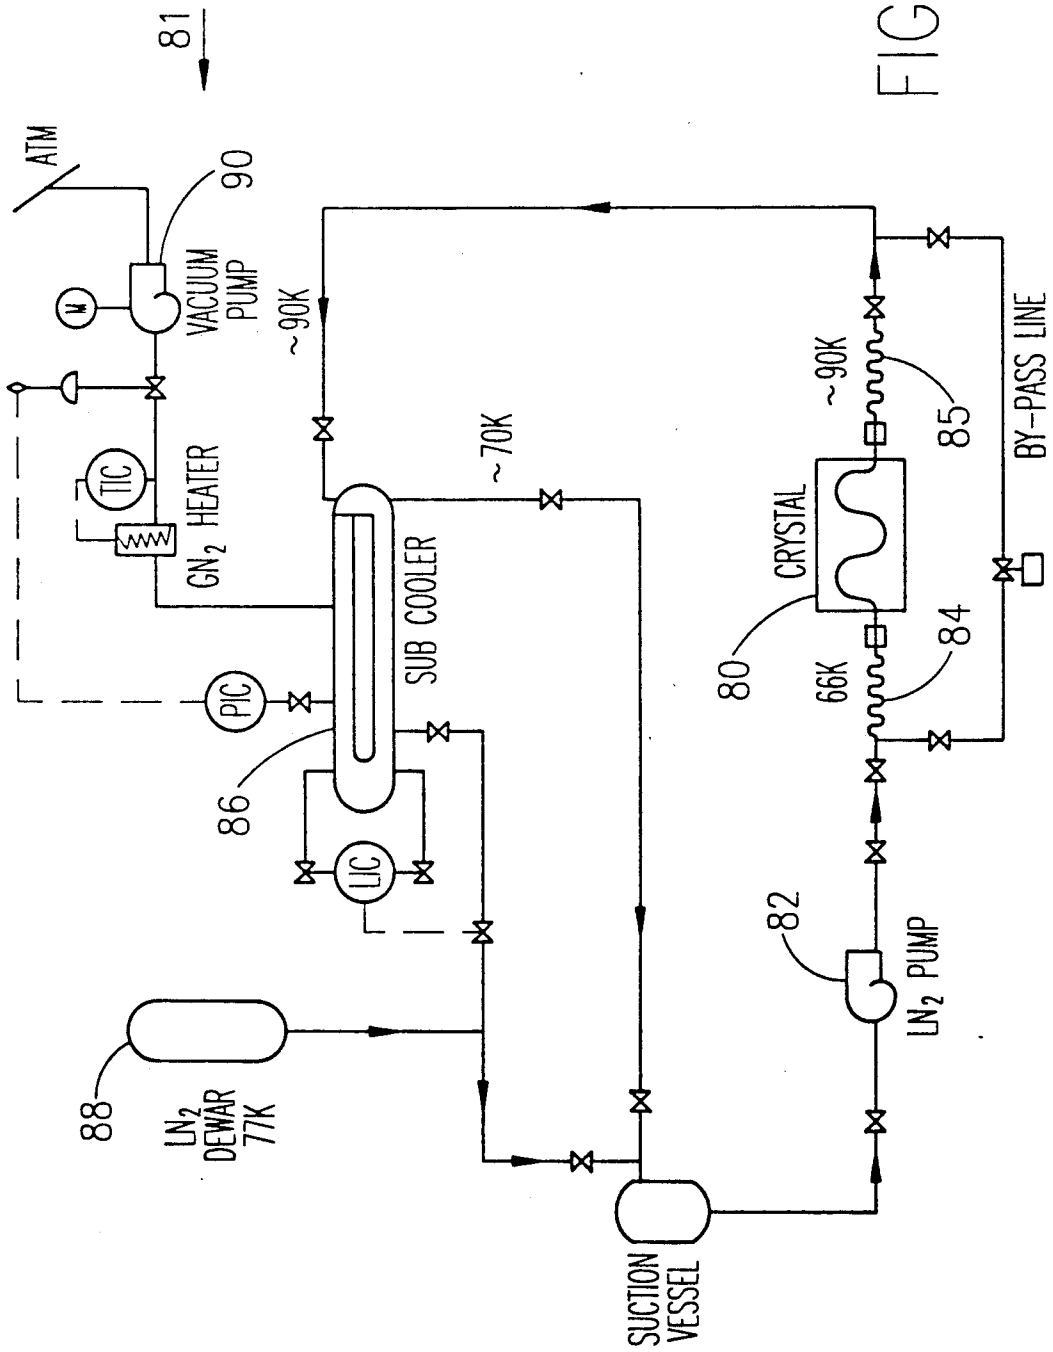 81
ATM
90
M
VACUUM
PUMP
TIC
GN2 HEATER
~90K
~70K
PIC
SUB COOLER
86
LIC
88
LN2
DEWAR
77K
SUCTION
VESSEL
82
LN2 PUMP
80
CRYSTAL
66K
84
~90K
85
BY-PASS LINE
FIG